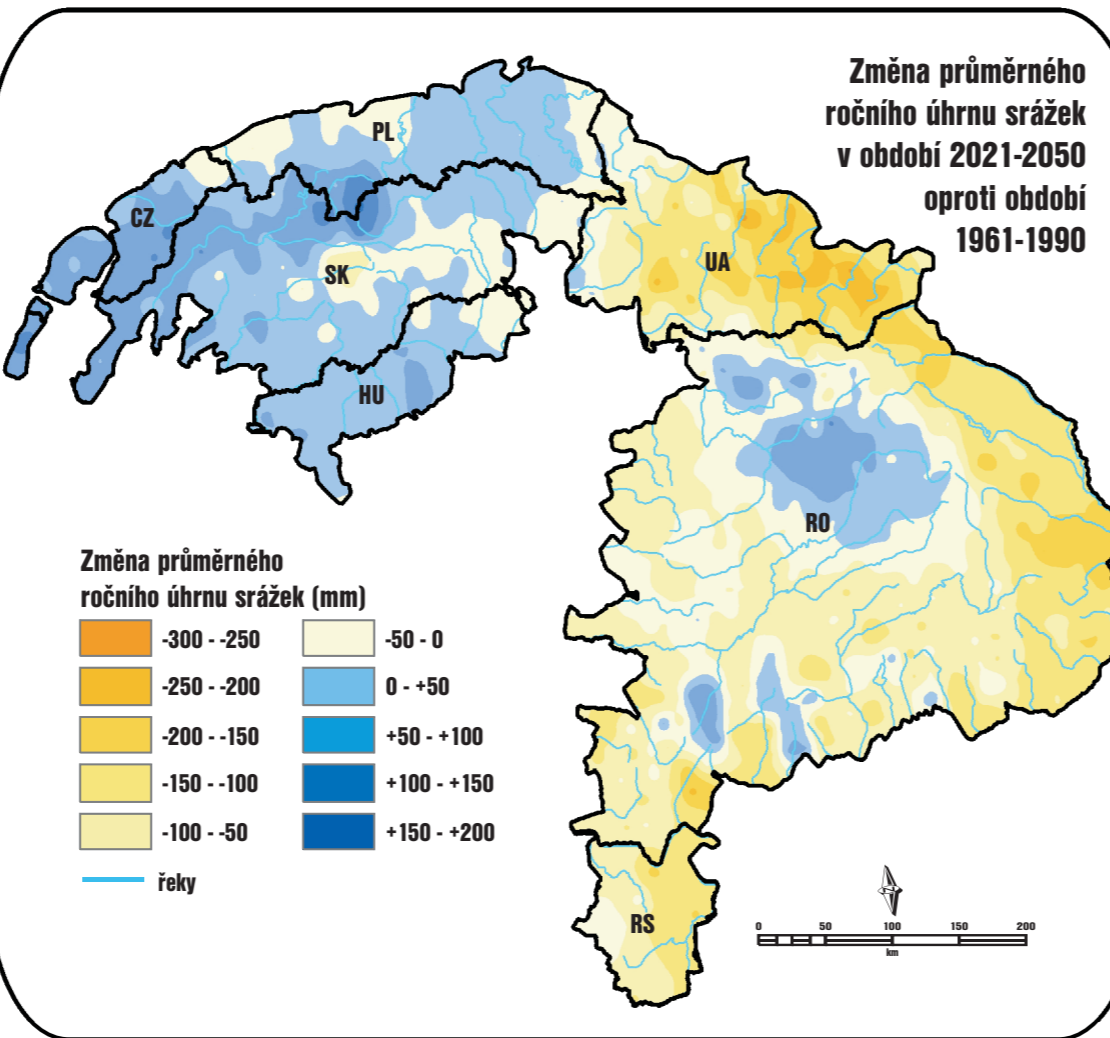 Změna průměrného
ročního úhrnu srážek
v období 2021-2050
oproti období
1961-1990
PL
CZ
SK
UA
HU
RO
RS
Změna průměrného
ročního úhrnu srážek (mm)
-300 - -250
-250 - -200
-200 - -150
-150 - -100
-100 - -50
řeky
-50 - 0
0 - +50
+50 - +100
+100 - +150
+150 - +200
0 50 100 150 200
km